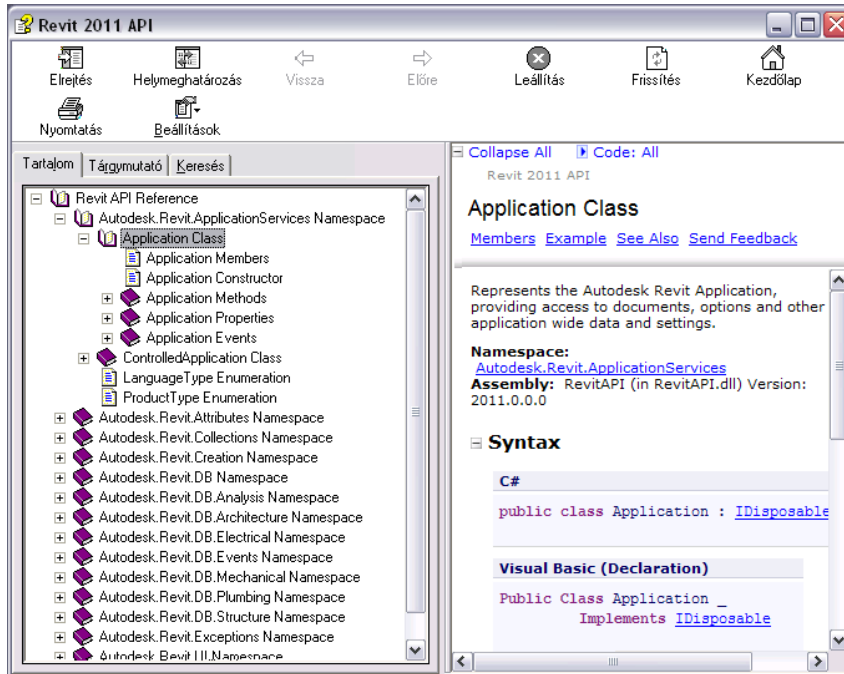 Revit 2011 API
Elrejtés Helymeghatározás Vissza Előre Leállítás Frissítés Kezdőlap
Nyomtatás Beállítások
Tartalom Tárgymutató Keresés
Revit API Reference
Autodesk.Revit.ApplicationServices Namespace
Application Class
Application Members
Application Constructor
Application Methods
Application Properties
Application Events
ControlledApplication Class
LanguageType Enumeration
ProductType Enumeration
Autodesk.Revit.Attributes Namespace
Autodesk.Revit.Collections Namespace
Autodesk.Revit.Creation Namespace
Autodesk.Revit.DB Namespace
Autodesk.Revit.DB.Analysis Namespace
Autodesk.Revit.DB.Architecture Namespace
Autodesk.Revit.DB.Electrical Namespace
Autodesk.Revit.DB.Events Namespace
Autodesk.Revit.DB.Mechanical Namespace
Autodesk.Revit.DB.Plumbing Namespace
Autodesk.Revit.DB.Structure Namespace
Autodesk.Revit.Exceptions Namespace
Autodesk.Revit.UI Namespace
Collapse All Code: All
Revit 2011 API
Application Class
Members Example See Also Send Feedback
Represents the Autodesk Revit Application,
providing access to documents, options and other
application wide data and settings.
Namespace:
Autodesk.Revit.ApplicationServices
Assembly: RevitAPI (in RevitAPI.dll) Version:
2011.0.0.0
Syntax
C#
public class Application : IDisposable
Visual Basic (Declaration)
Public Class Application _
Implements IDisposable